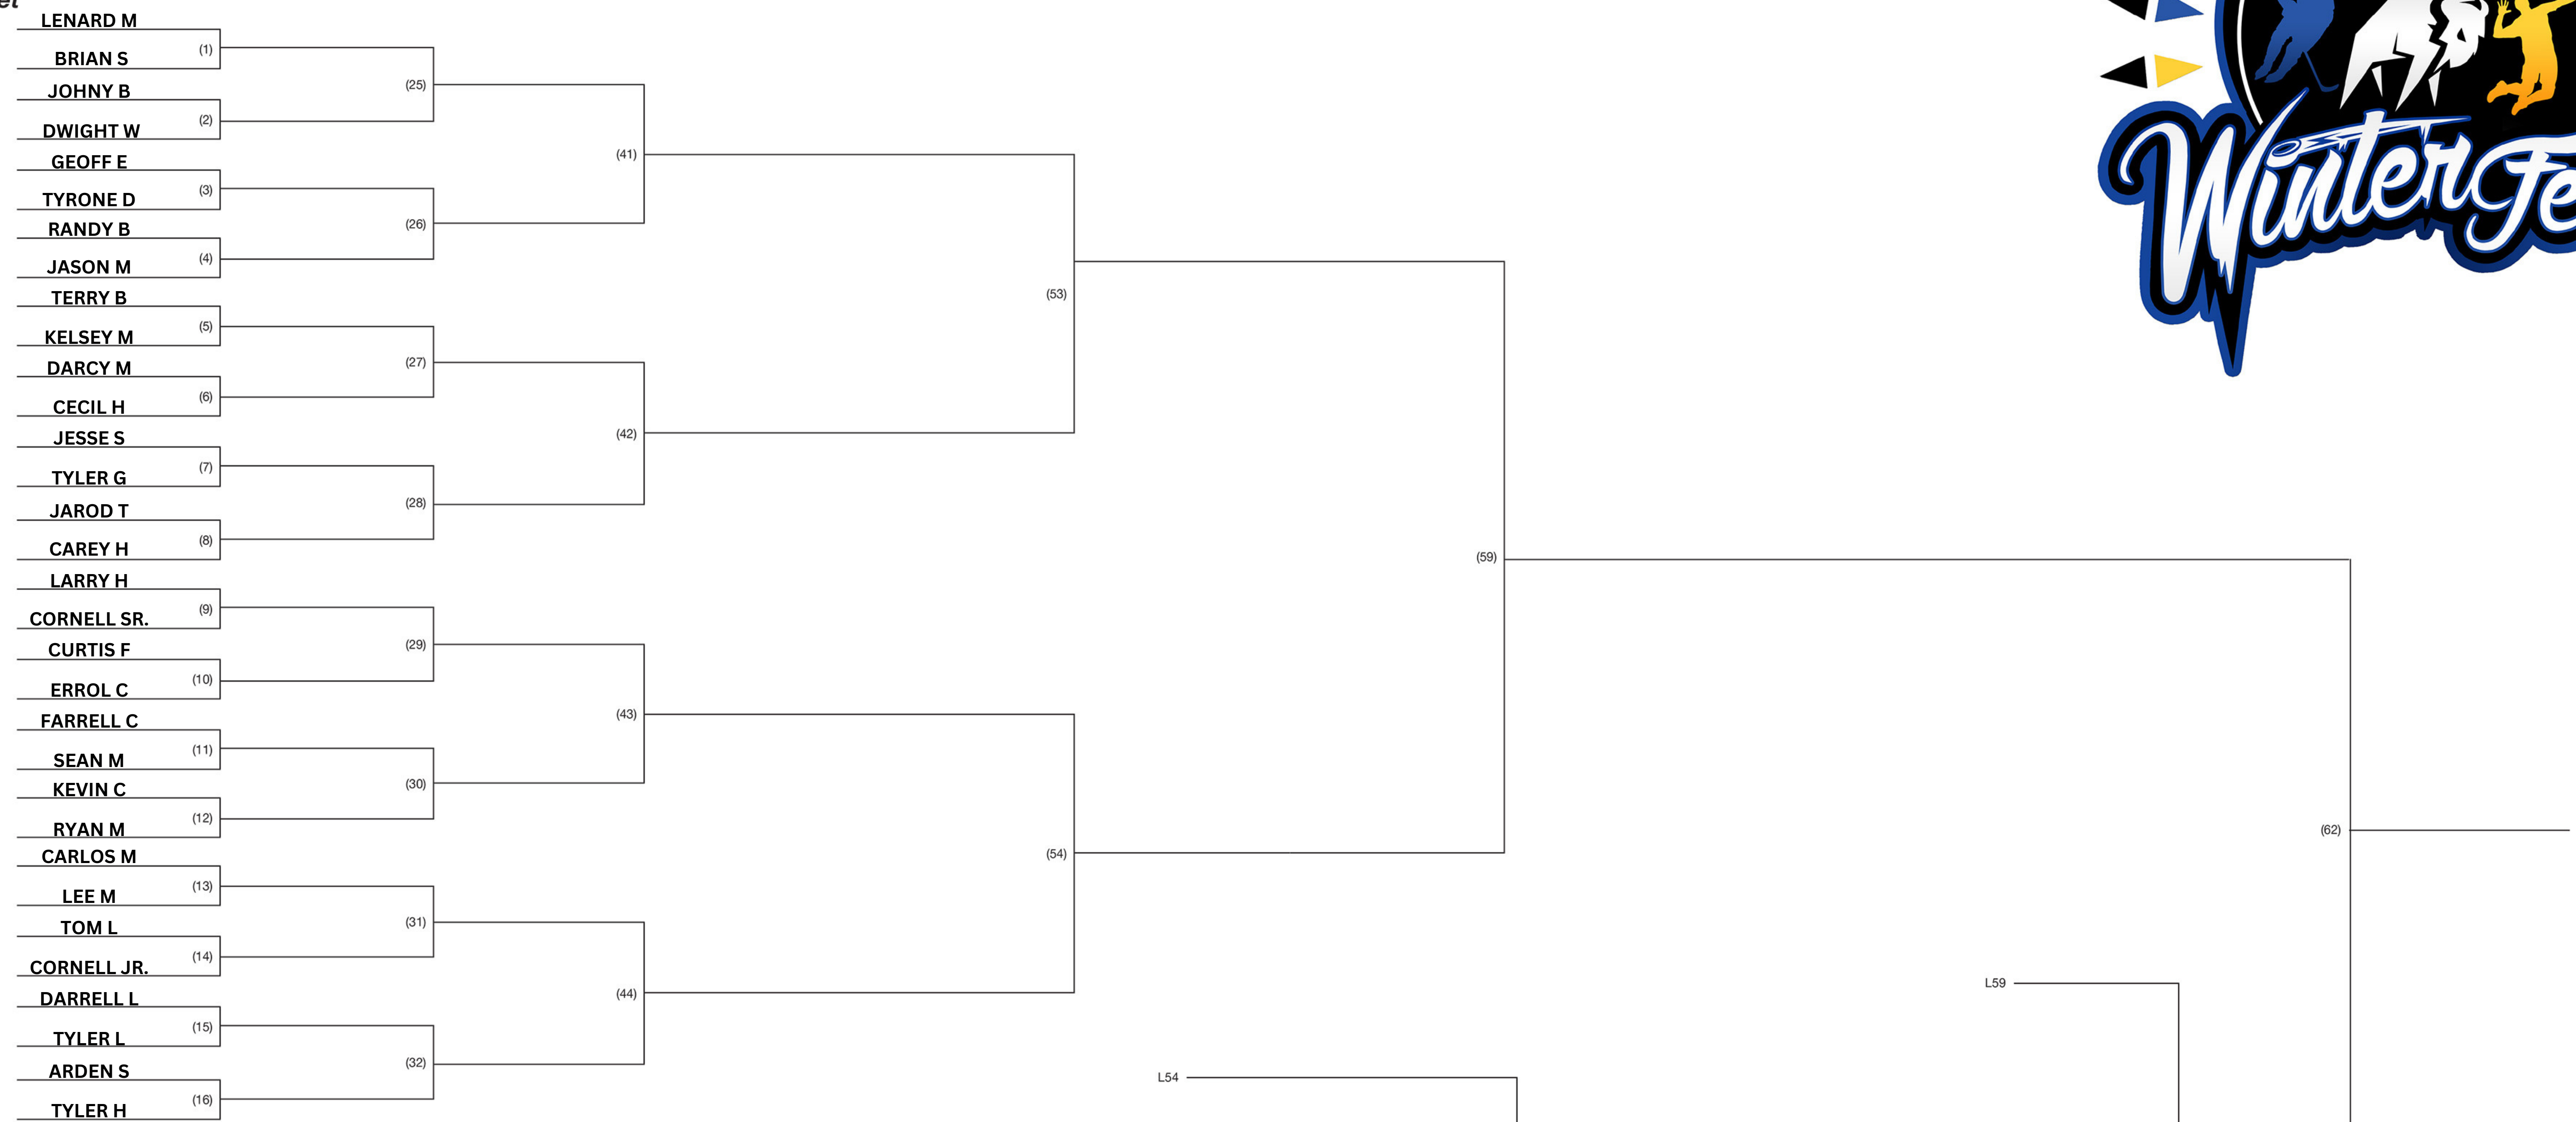 LENARD M
(1)
BRIAN S
(25)
JOHNY B
(2)
DWIGHT W
(41)
GEOFF E
(3)
TYRONE D
(26)
RANDY B
(4)
JASON M
(53)
TERRY B
(5)
KELSEY M
(27)
DARCY M
(6)
CECIL H
(42)
JESSE S
(7)
TYLER G
(28)
JAROD T
(8)
CAREY H
(59)
LARRY H
(9)
CORNELL SR.
(29)
CURTIS F
(10)
ERROL C
(43)
FARRELL C
(11)
SEAN M
(30)
KEVIN C
(12)
RYAN M
(62)
CARLOS M
(54)
(13)
LEE M
(31)
TOM L
(14)
CORNELL JR.
L59
(44)
DARRELL L
(15)
TYLER L
(32)
ARDEN S
L54
(16)
TYLER H
WinterFe